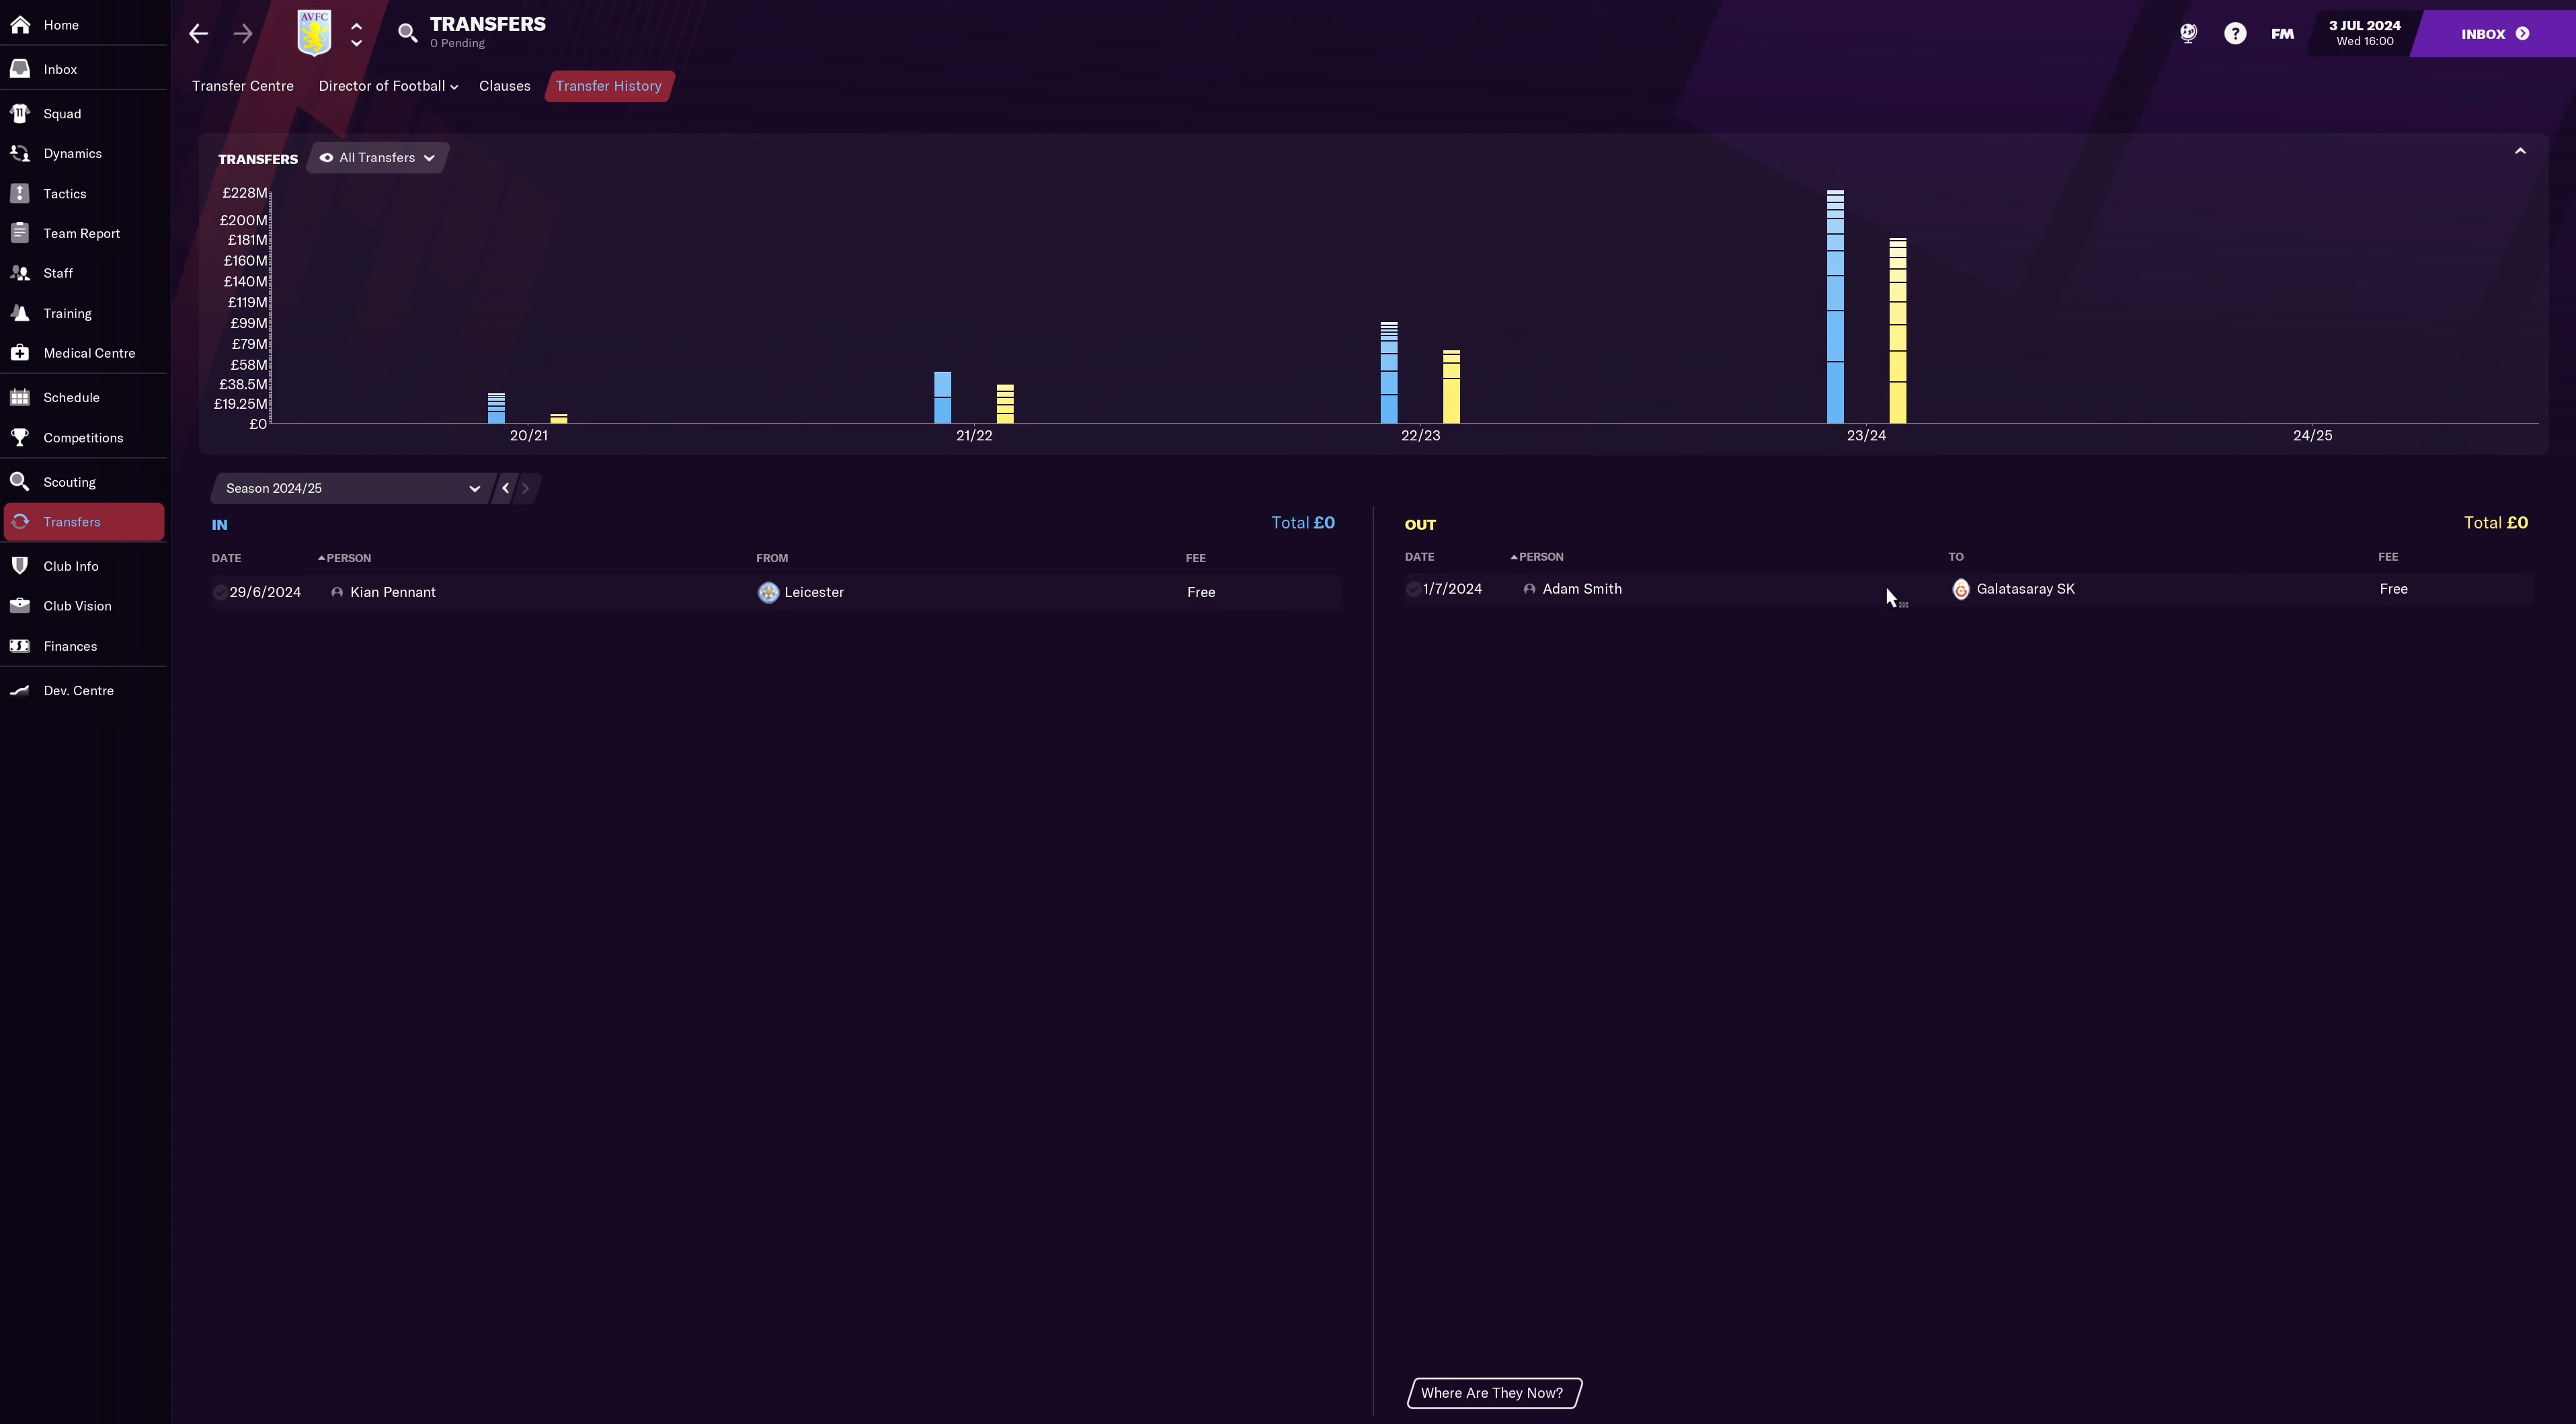 Home
Inbox
Squad
Dynamics
Tactics
Team Report
Staff
Training
Medical Centre
Schedule
Competitions
Scouting
Transfers
Club Info
Club Vision
Finances
Dev. Centre
AVFC
TRANSFERS
0 Pending
FM
3 JUL 2024
Wed 16:00
INBOX
Transfer Centre Director of Football Clauses Transfer History
TRANSFERS All Transfers
£228M
£200M
£181M
£160M
£140M
£119M
£99M
£79M
£58M
£38.5M
£19.25M
£0
20/21 21/22 22/23 23/24 24/25
Season 2024/25
IN Total £0
DATE PERSON FROM FEE
29/6/2024 Kian Pennant Leicester Free
OUT Total £0
DATE PERSON TO FEE
1/7/2024 Adam Smith Galatasaray SK Free
Where Are They Now?